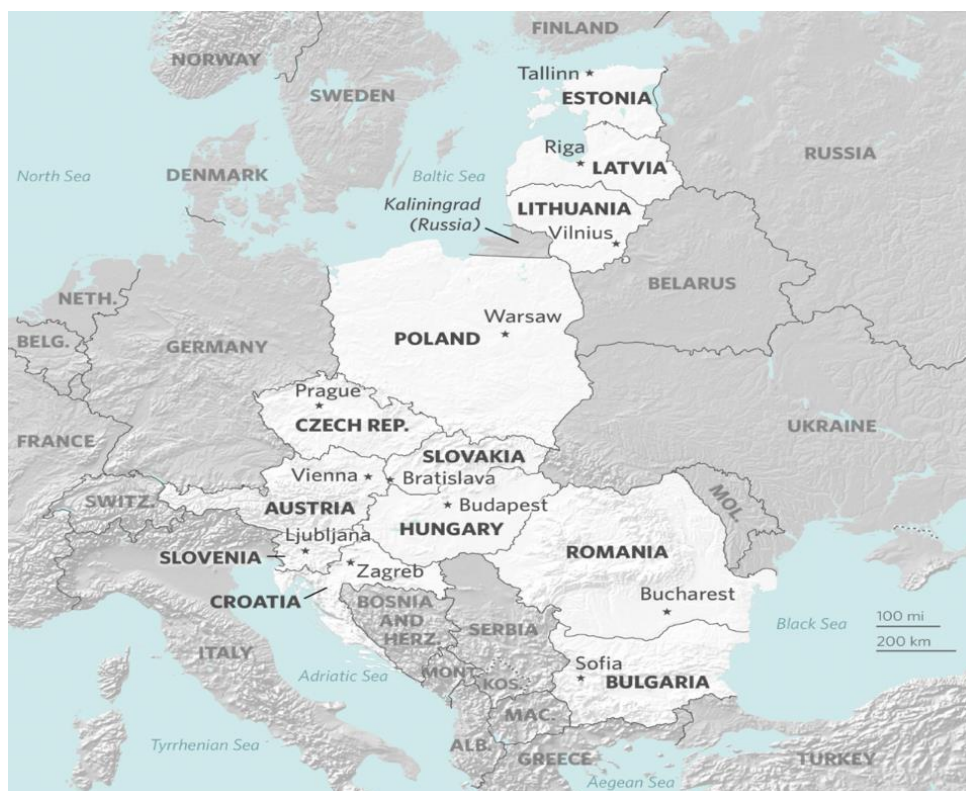 NORWAY
FINLAND
SWEDEN
Tallinn
ESTONIA
RUSSIA
Riga
LATVIA
North Sea
DENMARK
Baltic Sea
Kaliningrad
(Russia)
LITHUANIA
Vilnius
BELARUS
NETH.
Warsaw
POLAND
BELG.
GERMANY
Prague
CZECH REP.
UKRAINE
FRANCE
SLOVAKIA
Vienna
Bratislava
SWITZ.
AUSTRIA
Budapest
HUNGARY
MOL.
Ljubljana
SLOVENIA
ROMANIA
Zagreb
CROATIA
BOSNIA
AND
HERZ.
SERBIA
Bucharest
Black Sea
100 mi
200 km
ITALY
Adriatic Sea
MONT.
KOS.
Sofia
BULGARIA
MAC.
Tyrrhenian Sea
ALB.
GREECE
TURKEY
Aegean Sea